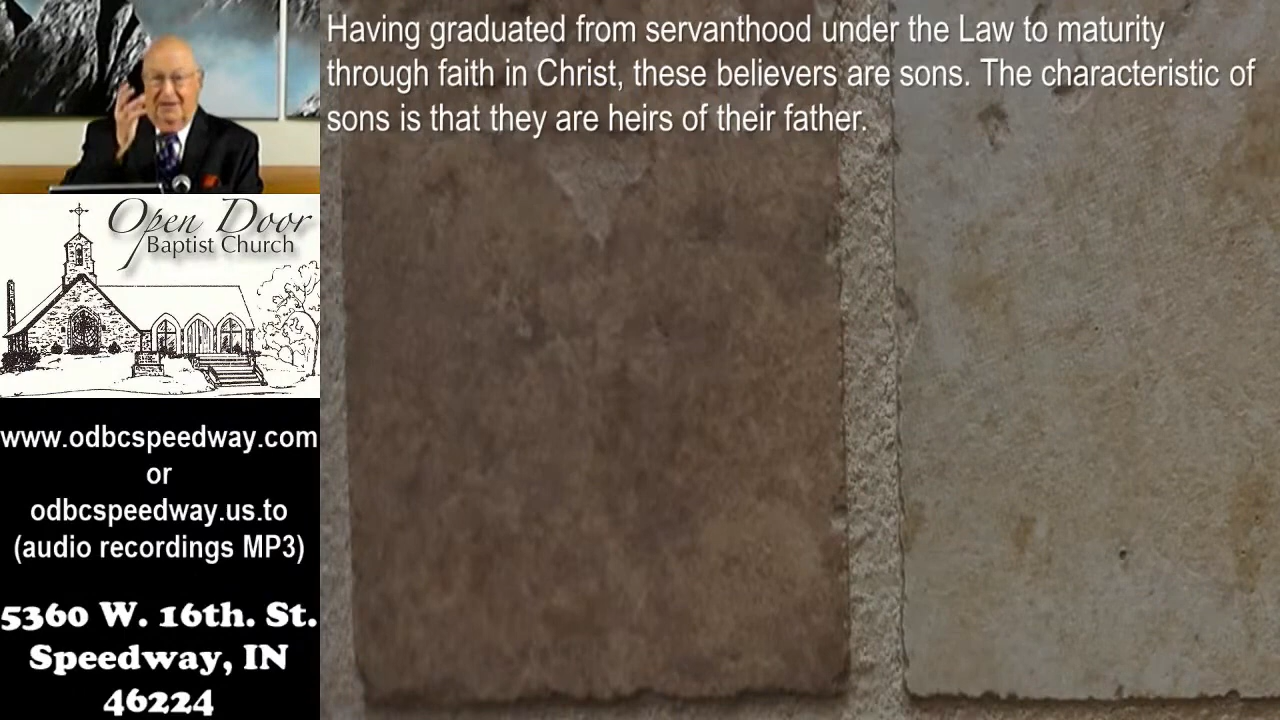 Having graduated from servanthood under the Law to maturity
through faith in Christ, these believers are sons. The characteristic of
sons is that they are heirs of their father.
Open Door
Baptist Church
www.odbcspeedway.com
or
odbcspeedway.us.to
(audio recordings MP3)
5360 W. 16th. St.
Speedway, IN
46224